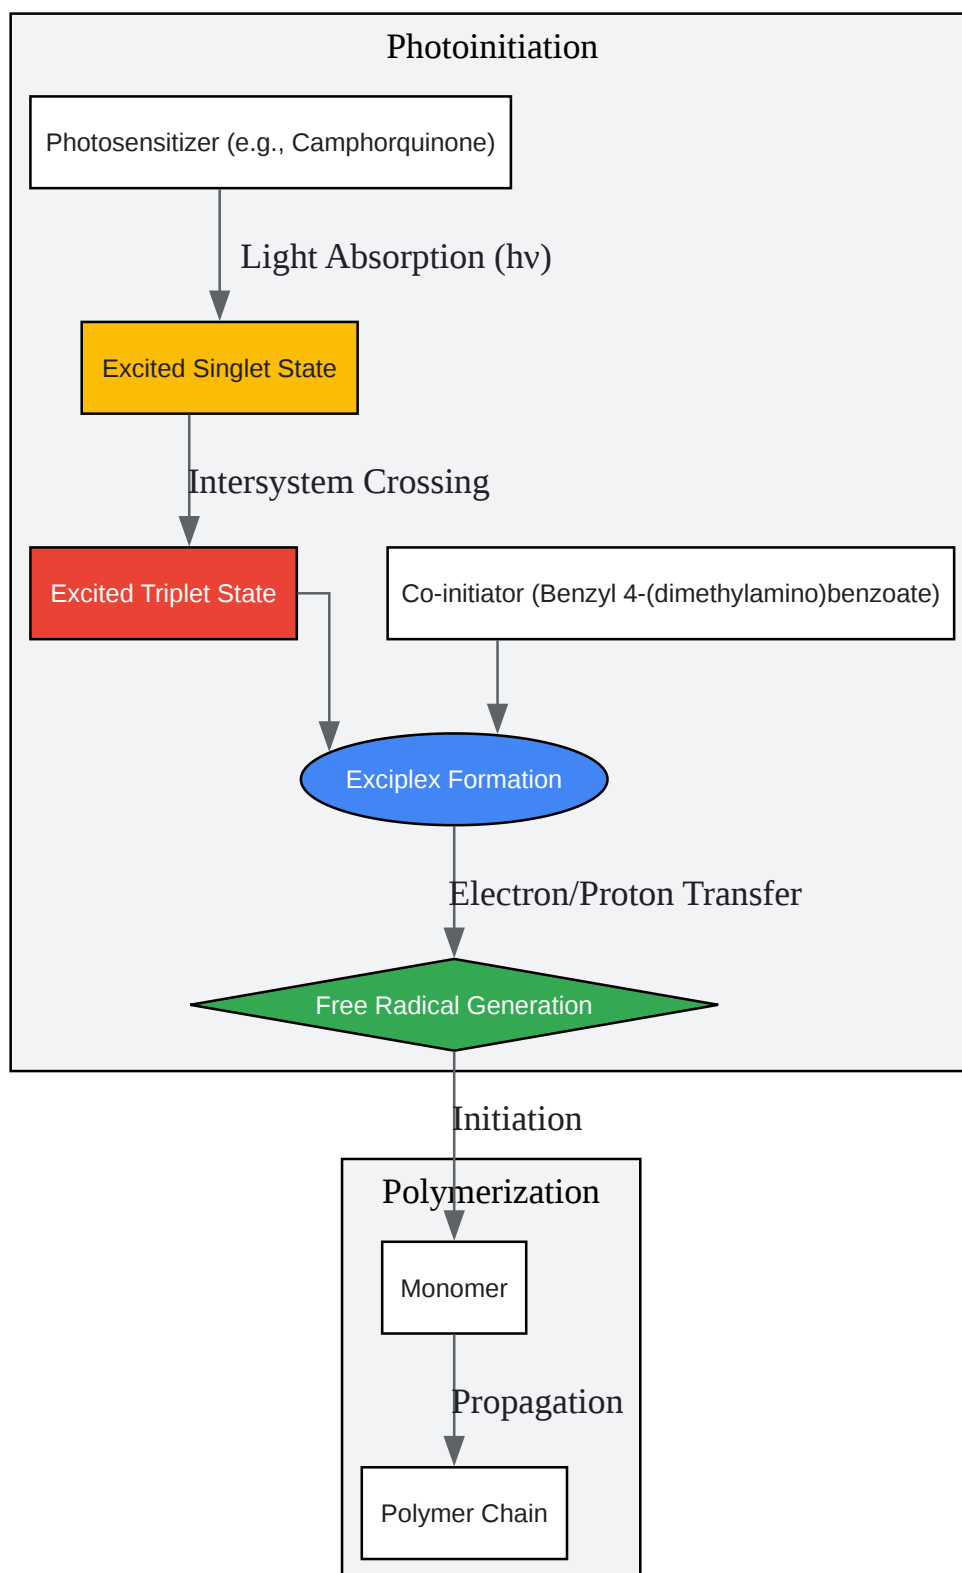 Photoinitiation
Photosensitizer (e.g., Camphorquinone)
Light Absorption (hν)
Excited Singlet State
Intersystem Crossing
Excited Triplet State
Co-initiator (Benzyl 4-(dimethylamino)benzoate)
Exciplex Formation
Electron/Proton Transfer
Free Radical Generation
Initiation
Polymerization
Monomer
Propagation
Polymer Chain